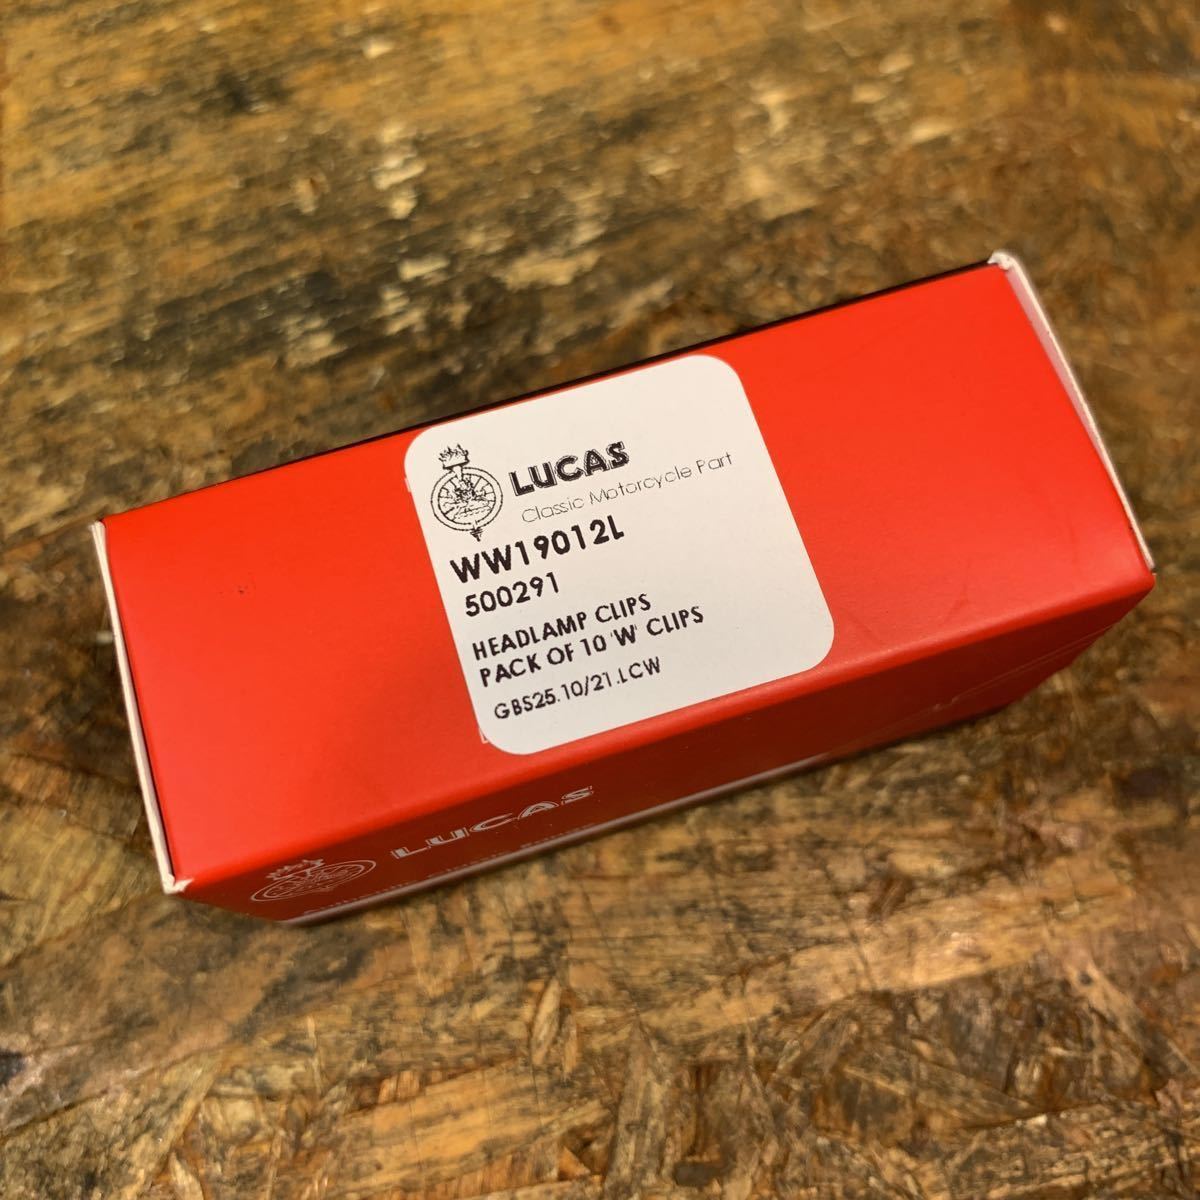 LUCAS
Classic Motorcycle Part
WW19012L
500291
HEADLAMP CLIPS
PACK OF 10 'W' CLIPS
GBS25.10/21.LCW
LUCAS